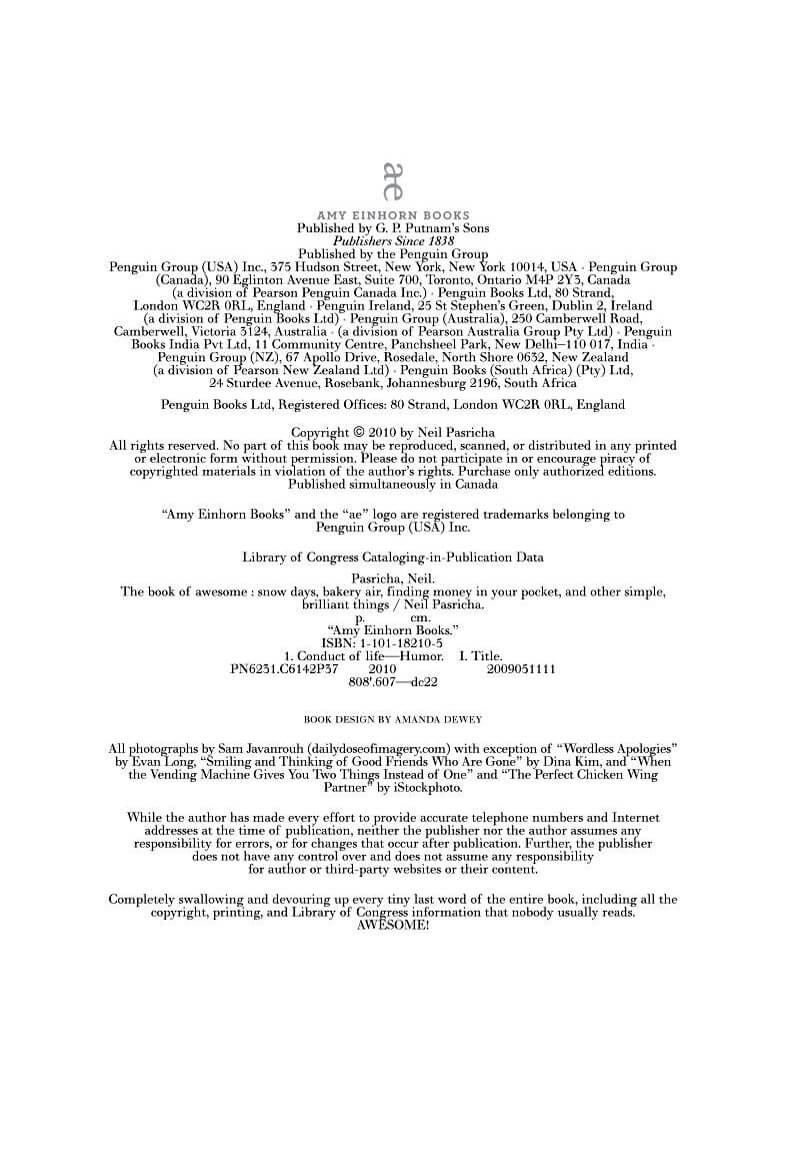 æ
AMY EINHORN BOOKS
Published by G. P. Putnam's Sons
Publishers Since 1838
Published by the Penguin Group
Penguin Group (USA) Inc., 375 Hudson Street, New York, New York 10014, USA · Penguin Group
(Canada), 90 Eglinton Avenue East, Suite 700, Toronto, Ontario M4P 2Y3, Canada
(a division of Pearson Penguin Canada Inc.) · Penguin Books Ltd, 80 Strand,
London WC2R 0RL, England · Penguin Ireland, 25 St Stephen's Green, Dublin 2, Ireland
(a division of Penguin Books Ltd) · Penguin Group (Australia), 250 Camberwell Road,
Camberwell, Victoria 3124, Australia · (a division of Pearson Australia Group Pty Ltd) · Penguin
Books India Pvt Ltd, 11 Community Centre, Panchsheel Park, New Delhi–110 017, India ·
Penguin Group (NZ), 67 Apollo Drive, Rosedale, North Shore 0632, New Zealand
(a division of Pearson New Zealand Ltd) · Penguin Books (South Africa) (Pty) Ltd,
24 Sturdee Avenue, Rosebank, Johannesburg 2196, South Africa
Penguin Books Ltd, Registered Offices: 80 Strand, London WC2R 0RL, England
Copyright © 2010 by Neil Pasricha
All rights reserved. No part of this book may be reproduced, scanned, or distributed in any printed
or electronic form without permission. Please do not participate in or encourage piracy of
copyrighted materials in violation of the author's rights. Purchase only authorized editions.
Published simultaneously in Canada
"Amy Einhorn Books" and the "ae" logo are registered trademarks belonging to
Penguin Group (USA) Inc.
Library of Congress Cataloging-in-Publication Data
Pasricha, Neil.
The book of awesome : snow days, bakery air, finding money in your pocket, and other simple,
brilliant things / Neil Pasricha.
p. cm.
"Amy Einhorn Books."
ISBN: 1-101-18210-5
1. Conduct of life—Humor. I. Title.
PN6231.C6142P37 2010 2009051111
808'.607—dc22
BOOK DESIGN BY AMANDA DEWEY
All photographs by Sam Javanrouh (dailydoseofimagery.com) with exception of "Wordless Apologies"
by Evan Long, "Smiling and Thinking of Good Friends Who Are Gone" by Dina Kim, and "When
the Vending Machine Gives You Two Things Instead of One" and "The Perfect Chicken Wing
Partner" by iStockphoto.
While the author has made every effort to provide accurate telephone numbers and Internet
addresses at the time of publication, neither the publisher nor the author assumes any
responsibility for errors, or for changes that occur after publication. Further, the publisher
does not have any control over and does not assume any responsibility
for author or third-party websites or their content.
Completely swallowing and devouring up every tiny last word of the entire book, including all the
copyright, printing, and Library of Congress information that nobody usually reads.
AWESOME!